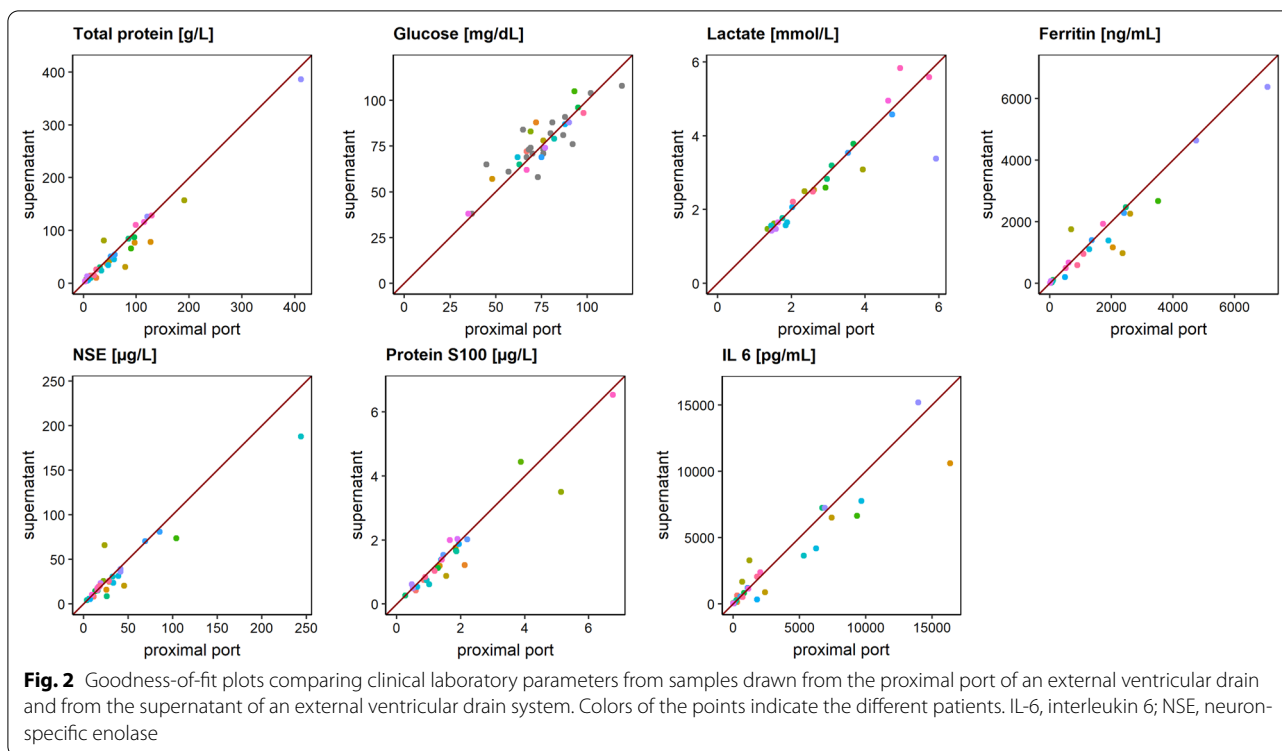 Total protein [g/L]
Glucose [mg/dL]
Lactate [mmol/L]
Ferritin [ng/mL]
supernatant
400
300
200
100
0
0 100 200 300 400
proximal port
supernatant
100
75
50
25
0
0 25 50 75 100
proximal port
supernatant
6
4
2
0
0 2 4 6
proximal port
supernatant
6000
4000
2000
0
0 2000 4000 6000
proximal port
NSE [µg/L]
Protein S100 [µg/L]
IL 6 [pg/mL]
supernatant
250
200
150
100
50
0
0 50 100 150 200 250
proximal port
supernatant
6
4
2
0
0 2 4 6
proximal port
supernatant
15000
10000
5000
0
0 5000 10000 15000
proximal port
Fig. 2 Goodness-of-fit plots comparing clinical laboratory parameters from samples drawn from the proximal port of an external ventricular drain
and from the supernatant of an external ventricular drain system. Colors of the points indicate the different patients. IL-6, interleukin 6; NSE, neuron-
specific enolase